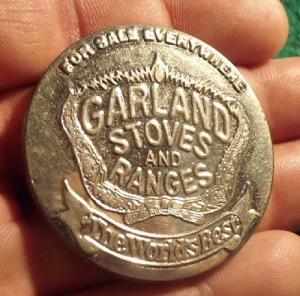 FOR SALE EVERYWHERE
GARLAND
STOVES
AND
RANGES
The World's Best